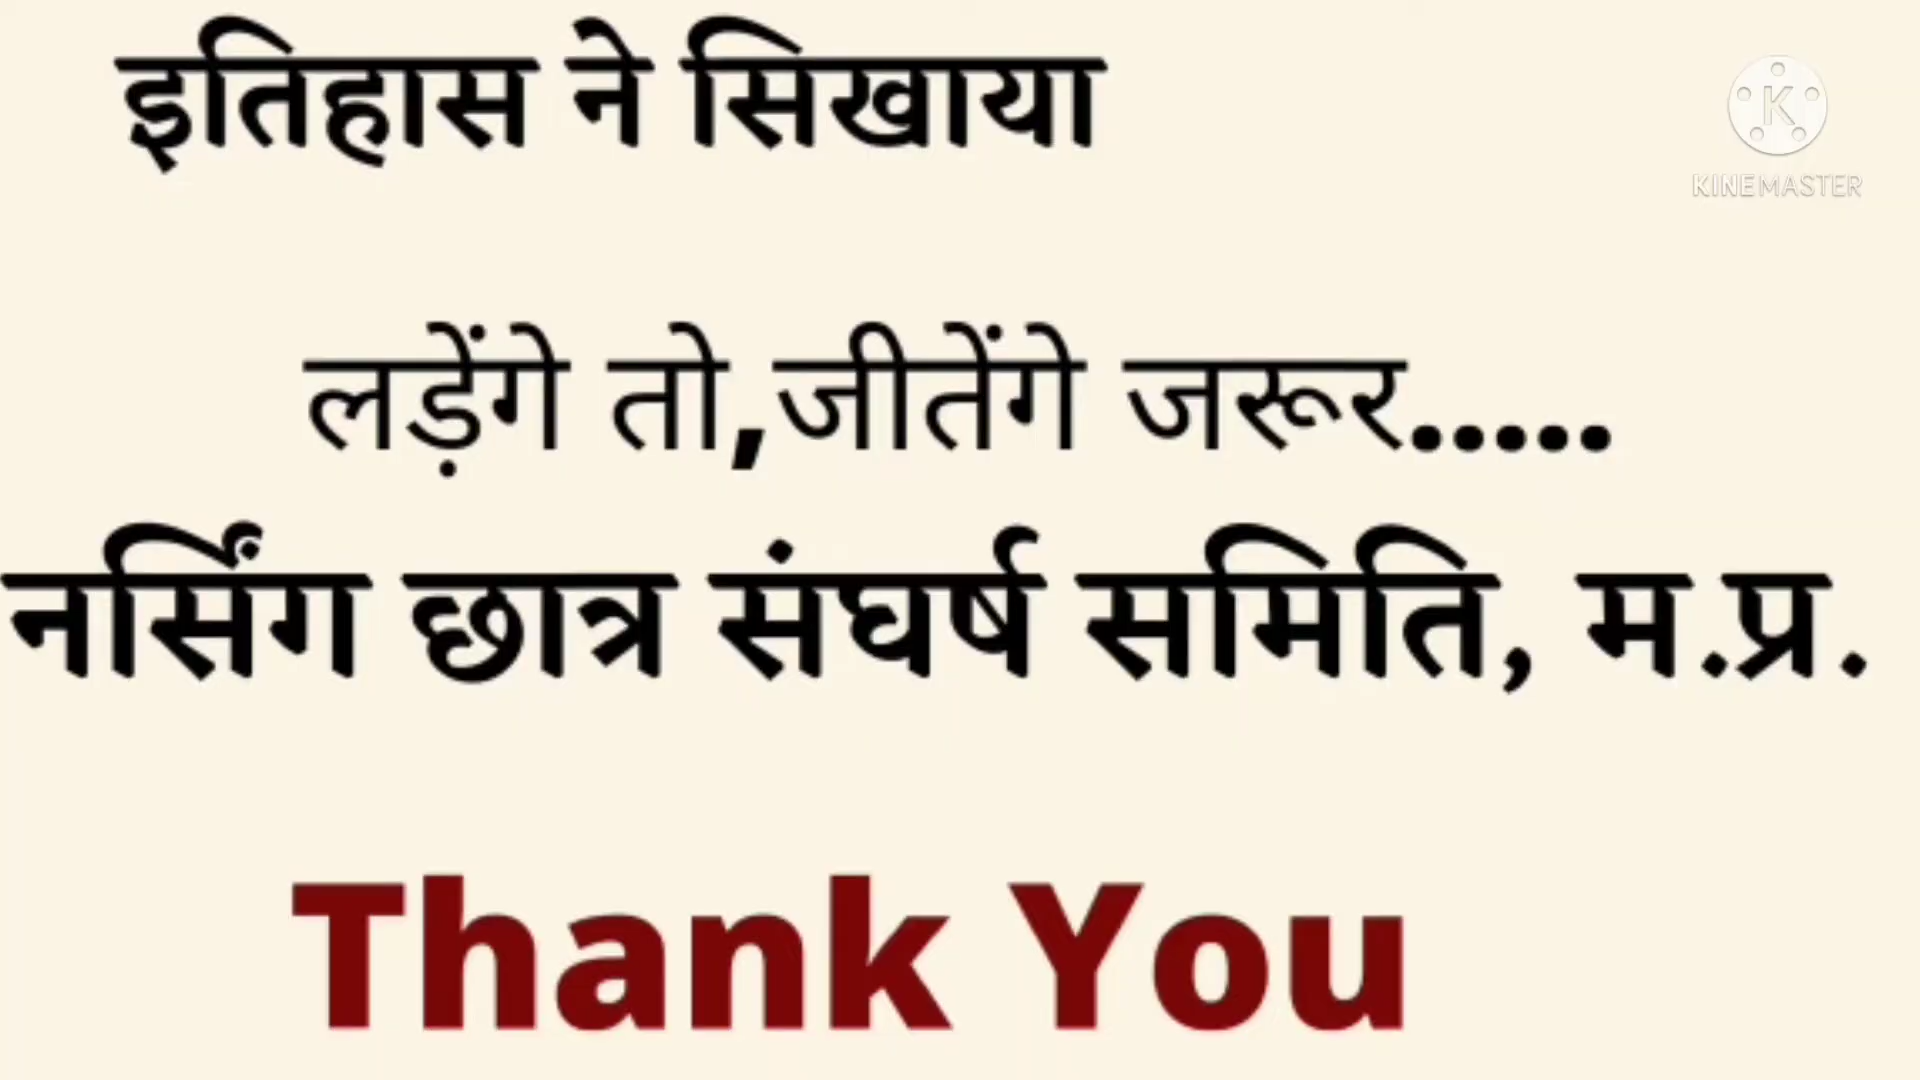 इतिहास ने सिखाया
K
KINEMASTER
लड़ेंगे तो,जीतेंगे जरूर.....
नर्सिंग छात्र संघर्ष समिति, म.प्र.
Thank You